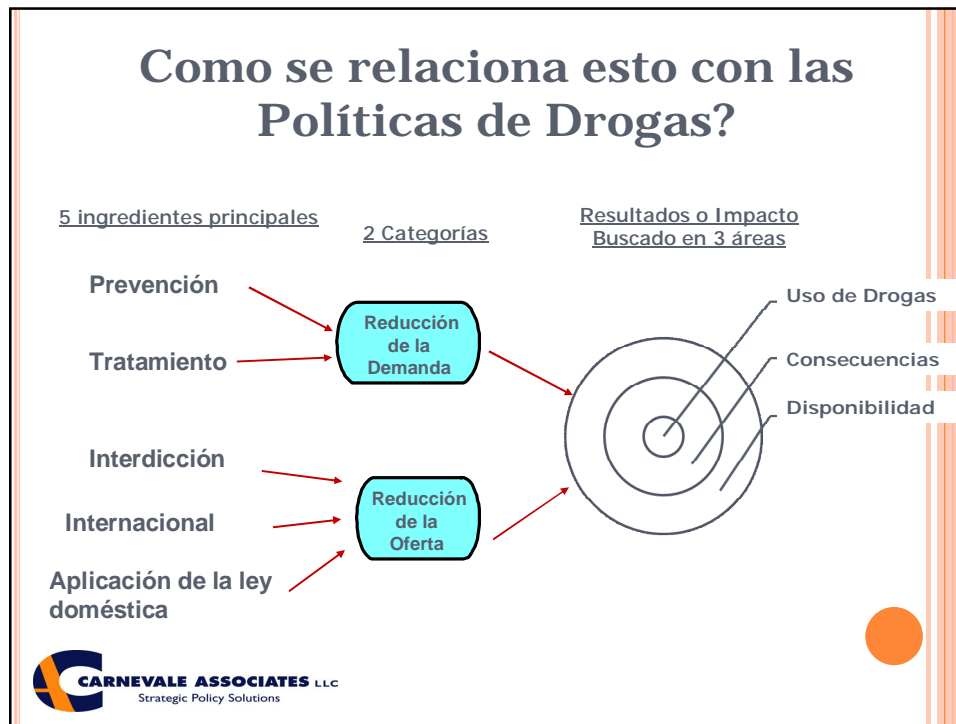 Como se relaciona esto con las
Políticas de Drogas?
5 ingredientes principales
2 Categorías
Resultados o Impacto
Buscado en 3 áreas
Prevención
Tratamiento
Interdicción
Internacional
Aplicación de la ley
doméstica
Reducción
de la
Demanda
Reducción
de la
Oferta
Uso de Drogas
Consecuencias
Disponibilidad
CARNEVALE ASSOCIATES LLC
Strategic Policy Solutions